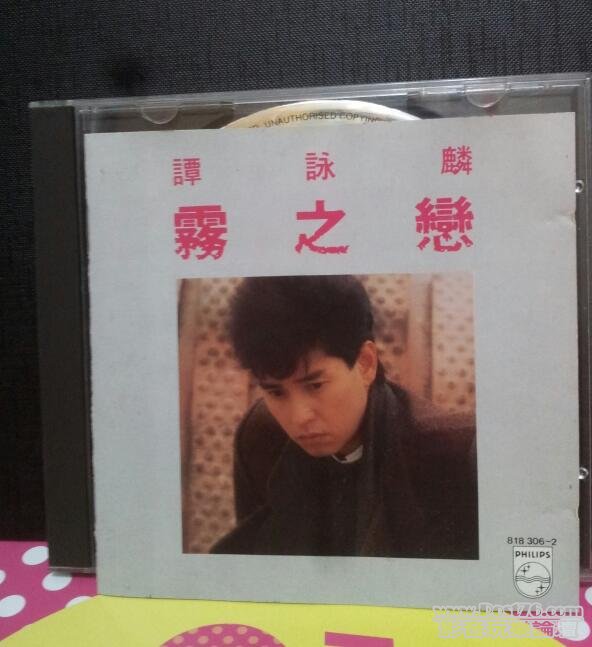 UNAUTHORISED COPYING
譚詠麟
霧之戀
818 306-2
PHILIPS